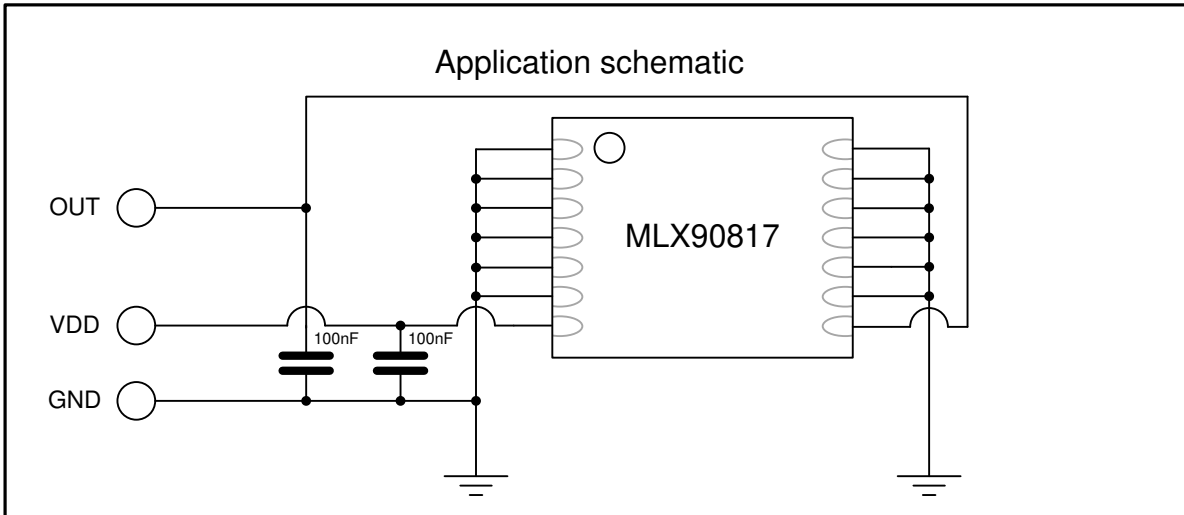 Application schematic
OUT
MLX90817
VDD
100nF
100nF
GND